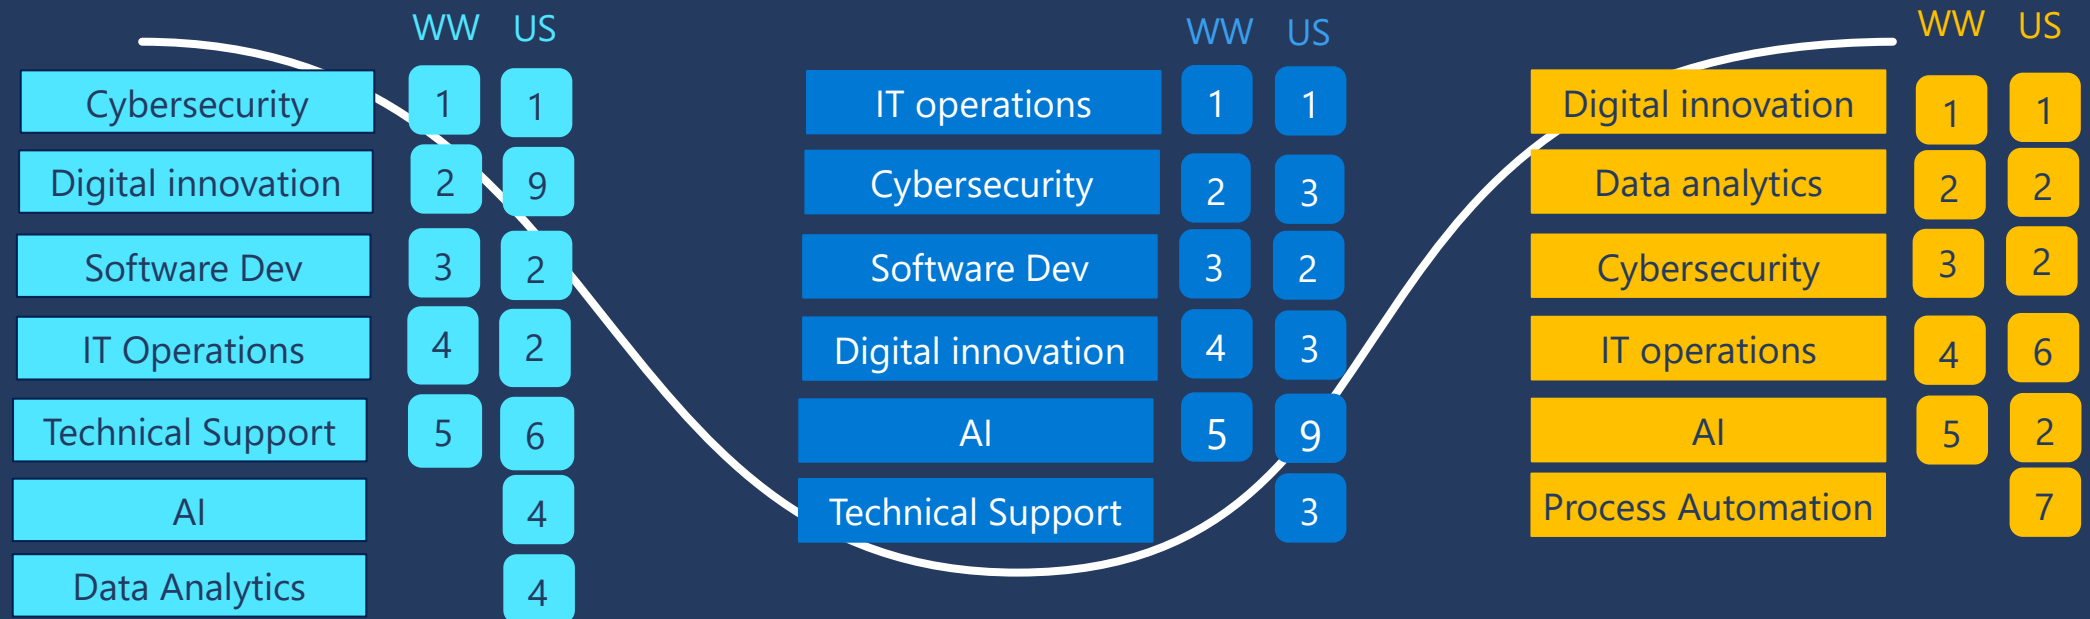 WW US
Cybersecurity 1 1
Digital innovation 2 9
Software Dev 3 2
IT Operations 4 2
Technical Support 5 6
AI 4
Data Analytics 4
WW US
IT operations 1 1
Cybersecurity 2 3
Software Dev 3 2
Digital innovation 4 3
AI 5 9
Technical Support 3
WW US
Digital innovation 1 1
Data analytics 2 2
Cybersecurity 3 2
IT operations 4 6
AI 5 2
Process Automation 7